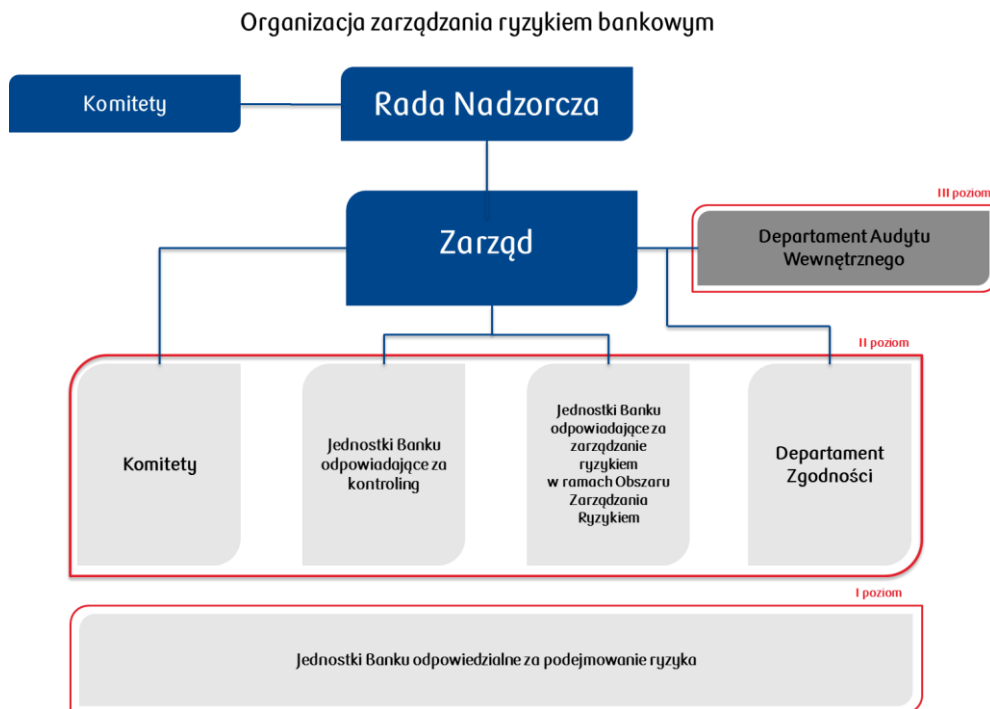 Organizacja zarządzania ryzykiem bankowym
Komitety
Rada Nadzorcza
Zarząd
III poziom
Departament Audytu
Wewnętrznego
II poziom
Komitety
Jednostki Banku
odpowiadające za
kontroling
Jednostki Banku
odpowiadające za
zarządzanie
ryzykiem
w ramach Obszaru
Zarządzania
Ryzykiem
Departament
Zgodności
I poziom
Jednostki Banku odpowiedzialne za podejmowanie ryzyka